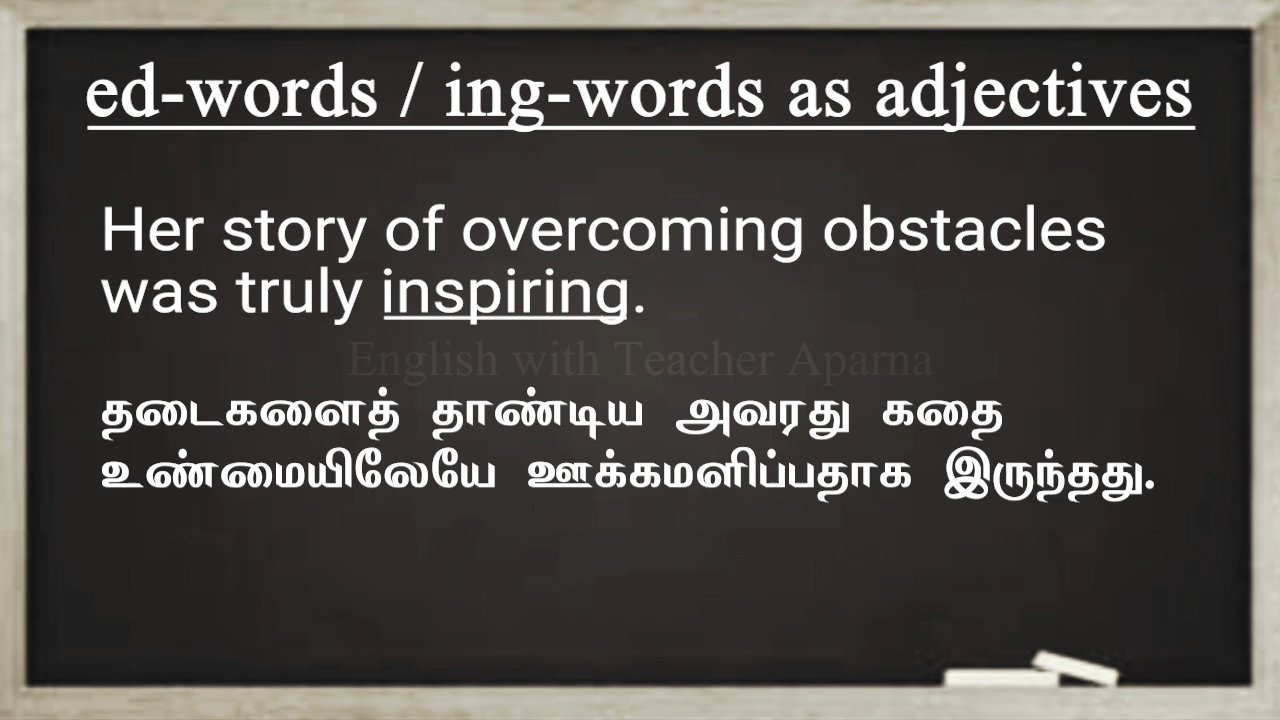 ed-words / ing-words as adjectives
Her story of overcoming obstacles
was truly inspiring.
English with Teacher Aparna
தடைகளைத் தாண்டிய அவரது கதை
உண்மையிலேயே ஊக்கமளிப்பதாக இருந்தது.